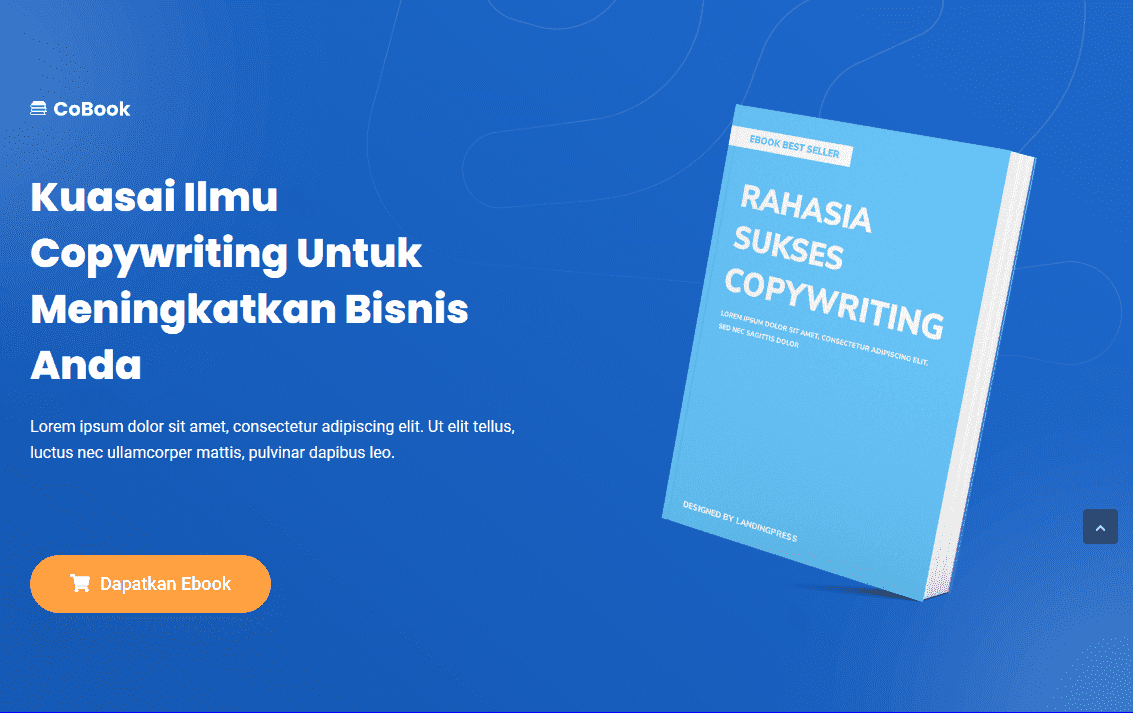 CoBook
Kuasai Ilmu
Copywriting Untuk
Meningkatkan Bisnis
Anda
Lorem ipsum dolor sit amet, consectetur adipiscing elit. Ut elit tellus,
luctus nec ullamcorper mattis, pulvinar dapibus leo.
Dapatkan Ebook
EBOOK BEST SELLER
RAHASIA
SUKSES
COPYWRITING
LOREM IPSUM DOLOR SIT AMET, CONSECTETUR ADIPISCING ELIT,
SED NEC SAGITTIS DOLOR
DESIGNED BY LANDINGPRESS